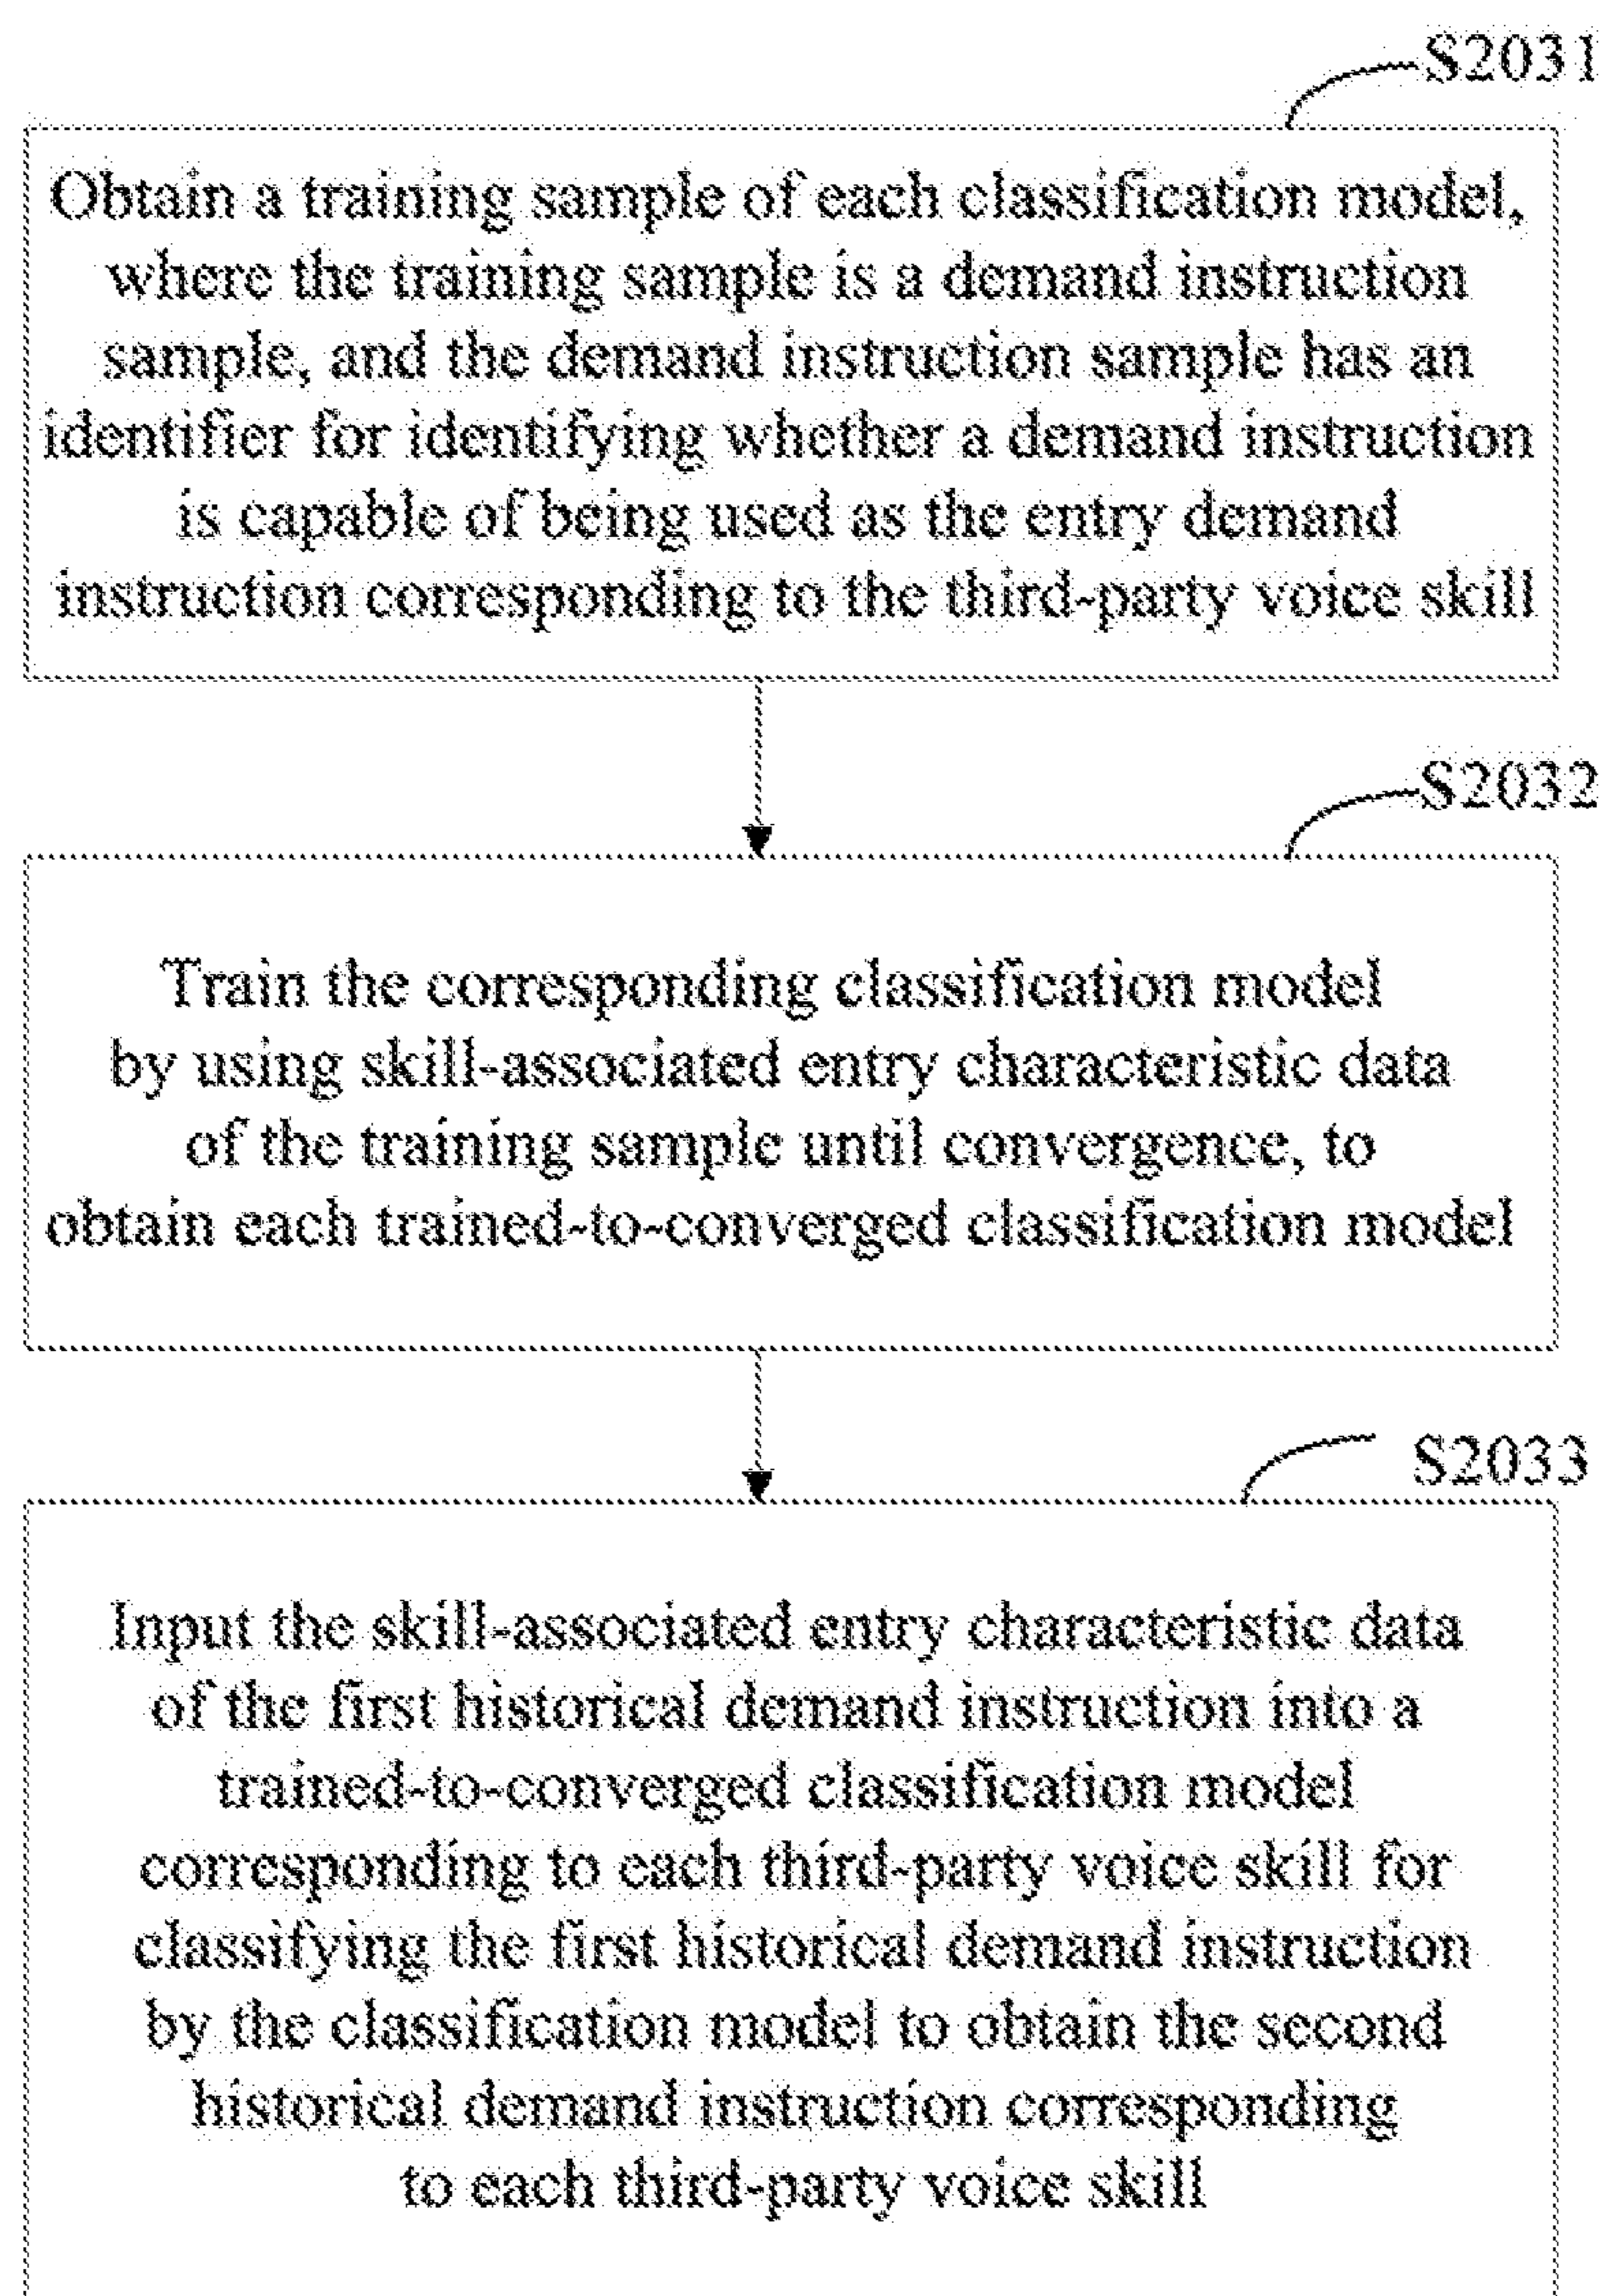 S2031
Obtain a training sample of each classification model,
where the training sample is a demand instruction
sample, and the demand instruction sample has an
identifier for identifying whether a demand instruction
is capable of being used as the entry demand
instruction corresponding to the third-party voice skill
S2032
Train the corresponding classification model
by using skill-associated entry characteristic data
of the training sample until convergence, to
obtain each trained-to-converged classification model
S2033
Input the skill-associated entry characteristic data
of the first historical demand instruction into a
trained-to-converged classification model
corresponding to each third-party voice skill for
classifying the first historical demand instruction
by the classification model to obtain the second
historical demand instruction corresponding
to each third-party voice skill